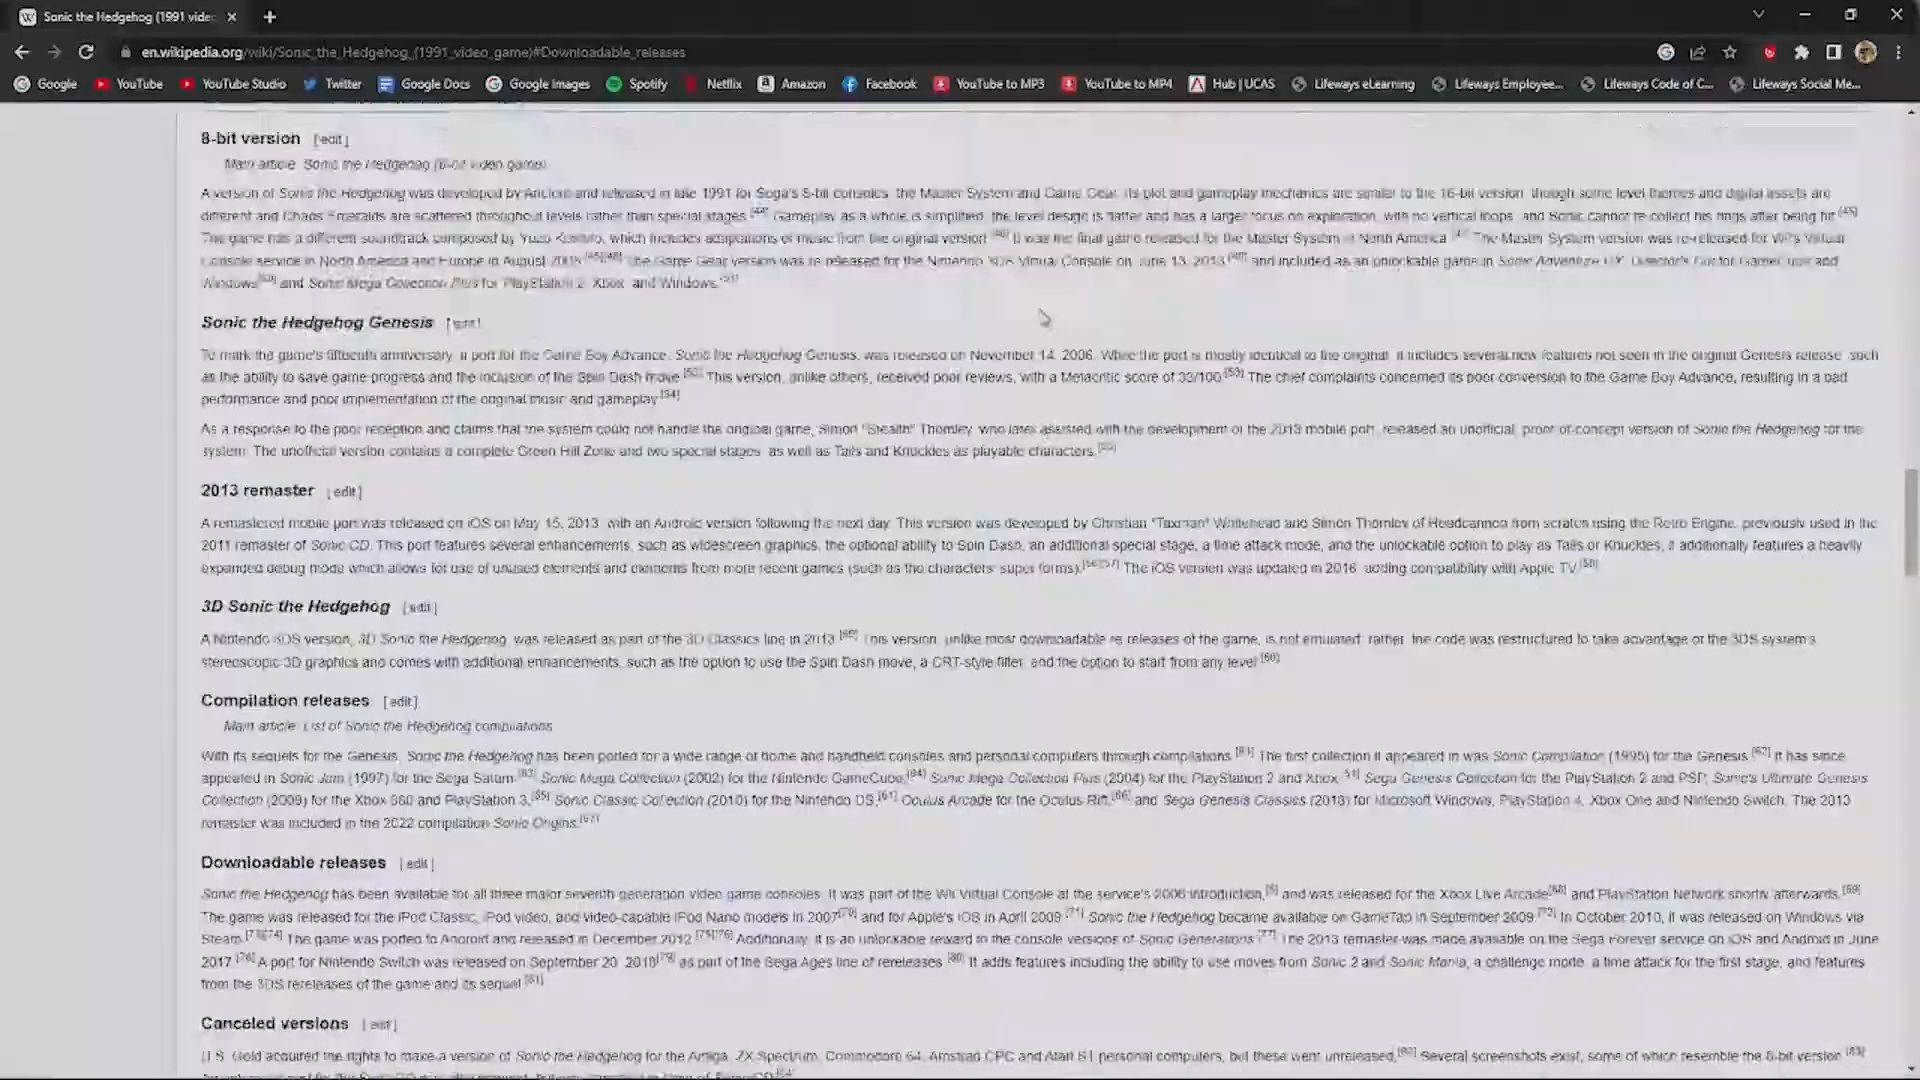 Sonic the Hedgehog (1991 vide
en.wikipedia.org/wiki/Sonic_the_Hedgehog_(1991_video_game)#Downloadable_releases
Google YouTube YouTube Studio Twitter Google Docs Google Images Spotify Netflix Amazon Facebook YouTube to MP3 YouTube to MP4 Hub | UCAS Lifeways eLearning Lifeways Employee... Lifeways Code of C... Lifeways Social Me...
8-bit version [edit]
Main article: Sonic the Hedgehog (8-bit video game)
A version of Sonic the Hedgehog was developed by Ancient and released in late 1991 for Sega's 8-bit consoles, the Master System and Game Gear. Its plot and gameplay mechanics are similar to the 16-bit version, though some level themes and digital assets are
different and Chaos Emeralds are scattered throughout levels rather than special stages.[44] Gameplay as a whole is simplified; the level design is flatter and has a larger focus on exploration, with no vertical loops, and Sonic cannot re-collect his rings after being hit.[45]
The game has a different soundtrack composed by Yuzo Koshiro, which includes adaptations of music from the original version.[46] It was the final game released for the Master System in North America.[47] The Master System version was re-released for Wii's Virtual
Console service in North America and Europe in August 2008.[45][48] The Game Gear version was re-released for the Nintendo 3DS Virtual Console on June 13, 2013,[49] and included as an unlockable game in Sonic Adventure DX: Director's Cut for GameCube and
Windows[50] and Sonic Mega Collection Plus for PlayStation 2, Xbox, and Windows.[51]
Sonic the Hedgehog Genesis [edit]
To mark the game's fifteenth anniversary, a port for the Game Boy Advance, Sonic the Hedgehog Genesis, was released on November 14, 2006. While the port is mostly identical to the original, it includes several new features not seen in the original Genesis release, such
as the ability to save game progress and the inclusion of the Spin Dash move.[52] This version, unlike others, received poor reviews, with a Metacritic score of 33/100.[53] The chief complaints concerned its poor conversion to the Game Boy Advance, resulting in a bad
performance and poor implementation of the original music and gameplay.[54]
As a response to the poor reception and claims that the system could not handle the original game, Simon "Stealth" Thomley, who later assisted with the development of the 2013 mobile port, released an unofficial, proof-of-concept version of Sonic the Hedgehog for the
system. The unofficial version contains a complete Green Hill Zone and two special stages, as well as Tails and Knuckles as playable characters.[55]
2013 remaster [edit]
A remastered mobile port was released on iOS on May 15, 2013, with an Android version following the next day. This version was developed by Christian "Taxman" Whitehead and Simon Thomley of Headcannon from scratch using the Retro Engine, previously used in the
2011 remaster of Sonic CD. This port features several enhancements, such as widescreen graphics, the optional ability to Spin Dash, an additional special stage, a time attack mode, and the unlockable option to play as Tails or Knuckles; it additionally features a heavily
expanded debug mode which allows for use of unused elements and elements from more recent games (such as the characters' super forms).[56][57] The iOS version was updated in 2016, adding compatibility with Apple TV.[58]
3D Sonic the Hedgehog [edit]
A Nintendo 3DS version, 3D Sonic the Hedgehog, was released as part of the 3D Classics line in 2013.[59] This version, unlike most downloadable re-releases of the game, is not emulated; rather, the code was restructured to take advantage of the 3DS system's
stereoscopic 3D graphics and comes with additional enhancements, such as the option to use the Spin Dash move, a CRT-style filter, and the option to start from any level.[60]
Compilation releases [edit]
Main article: List of Sonic the Hedgehog compilations
With its sequels for the Genesis, Sonic the Hedgehog has been ported for a wide range of home and handheld consoles and personal computers through compilations.[61] The first collection it appeared in was Sonic Compilation (1995) for the Genesis.[62] It has since
appeared in Sonic Jam (1997) for the Sega Saturn,[63] Sonic Mega Collection (2002) for the Nintendo GameCube,[64] Sonic Mega Collection Plus (2004) for the PlayStation 2 and Xbox,[51] Sega Genesis Collection for the PlayStation 2 and PSP, Sonic's Ultimate Genesis
Collection (2009) for the Xbox 360 and PlayStation 3,[65] Sonic Classic Collection (2010) for the Nintendo DS,[61] Oculus Arcade for the Oculus Rift,[66] and Sega Genesis Classics (2018) for Microsoft Windows, PlayStation 4, Xbox One and Nintendo Switch. The 2013
remaster was included in the 2022 compilation Sonic Origins.[67]
Downloadable releases [edit]
Sonic the Hedgehog has been available for all three major seventh-generation video game consoles. It was part of the Wii Virtual Console at the service's 2006 introduction,[5] and was released for the Xbox Live Arcade[68] and PlayStation Network shortly afterwards.[69]
The game was released for the iPod Classic, iPod video, and video-capable iPod Nano models in 2007[70] and for Apple's iOS in April 2009.[71] Sonic the Hedgehog became available on GameTap in September 2009.[72] In October 2010, it was released on Windows via
Steam.[73][74] The game was ported to Android and released in December 2012.[75][76] Additionally, it is an unlockable reward in the console versions of Sonic Generations.[77] The 2013 remaster was made available on the Sega Forever service on iOS and Android in June
2017.[78] A port for Nintendo Switch was released on September 20, 2018[79] as part of the Sega Ages line of rereleases.[80] It adds features including the ability to use moves from Sonic 2 and Sonic Mania, a challenge mode, a time attack for the first stage, and features
from the 3DS rereleases of the game and its sequel.[81]
Canceled versions [edit]
U.S. Gold acquired the rights to make a version of Sonic the Hedgehog for the Amiga, ZX Spectrum, Commodore 64, Amstrad CPC and Atari ST personal computers, but these went unreleased.[82] Several screenshots exist, some of which resemble the 8-bit version.[83]